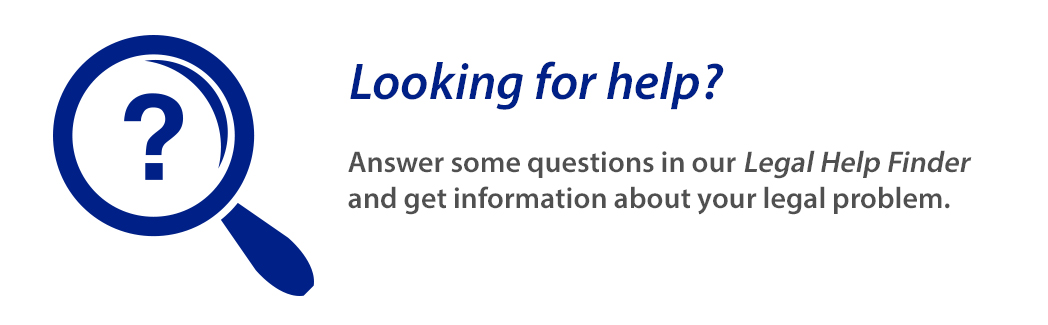 ?
Looking for help?
Answer some questions in our Legal Help Finder
and get information about your legal problem.